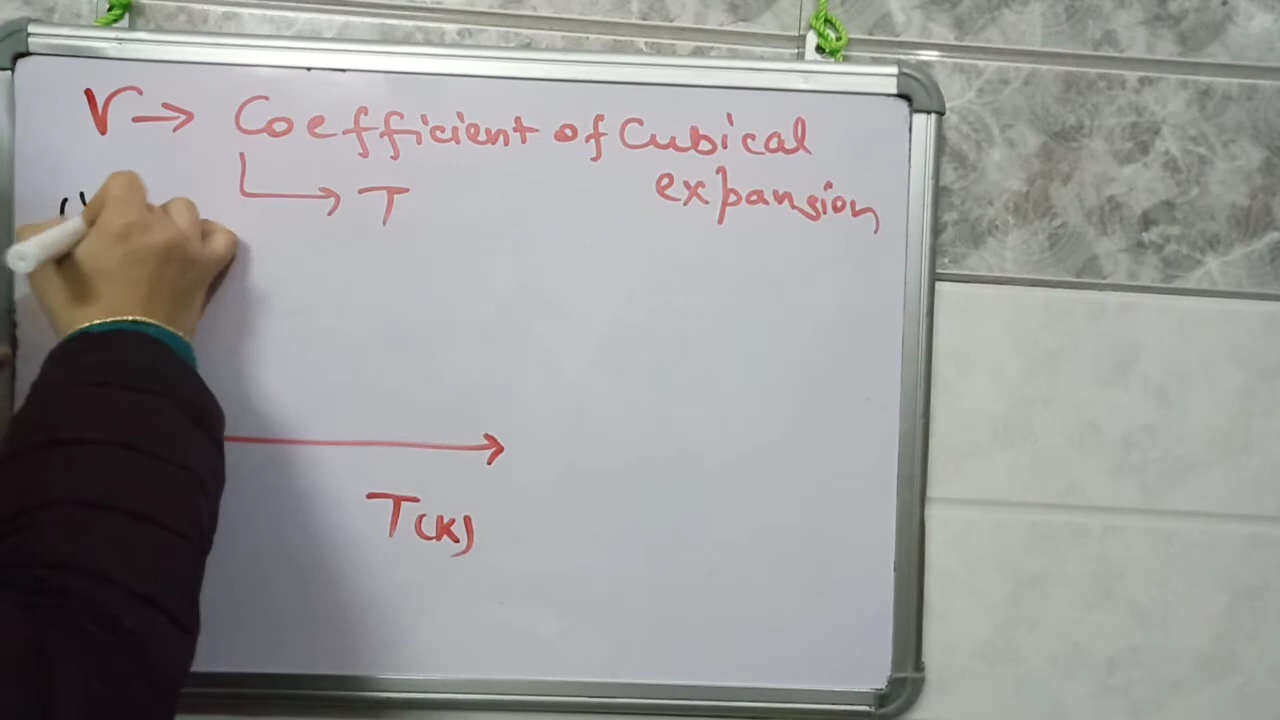 γ → Coefficient of Cubical
expansion
→ T
T(K)